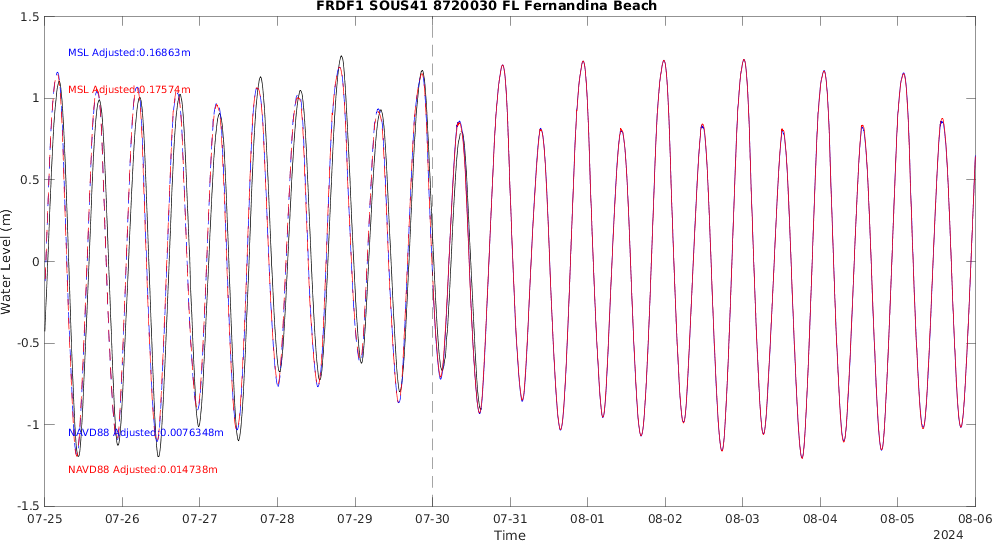 FRDF1 SOUS41 8720030 FL Fernandina Beach
1.5
MSL Adjusted:0.16863m
MSL Adjusted:0.17574m
1
0.5
0
-0.5
-1
-1.5
Water Level (m)
NAVD88 Adjusted:0.0076348m
NAVD88 Adjusted:0.014738m
07-25 07-26 07-27 07-28 07-29 07-30 07-31 08-01 08-02 08-03 08-04 08-05 08-06
Time
2024